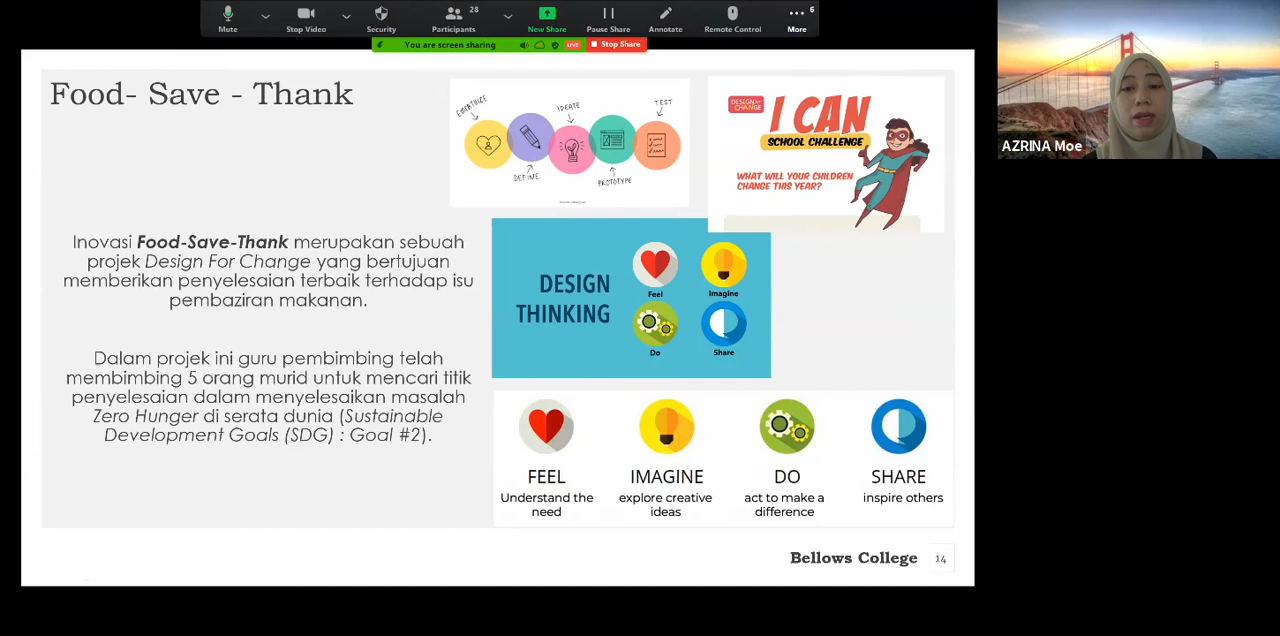 28
6
Mute
Stop Video
Security
Participants
New Share
Pause Share
Annotate
Remote Control
More
You are screen sharing
LIVE
Stop Share
AZRINA Moe
Food- Save - Thank
EMPATHIZE
IDEATE
TEST
DEFINE
PROTOTYPE
DESIGN for CHANGE
I CAN
SCHOOL CHALLENGE
WHAT WILL YOUR CHILDREN
CHANGE THIS YEAR?
Inovasi Food-Save-Thank merupakan sebuah
projek Design For Change yang bertujuan
memberikan penyelesaian terbaik terhadap isu
pembaziran makanan.
Dalam projek ini guru pembimbing telah
membimbing 5 orang murid untuk mencari titik
penyelesaian dalam menyelesaikan masalah
Zero Hunger di serata dunia (Sustainable
Development Goals (SDG) : Goal #2).
DESIGN
THINKING
Feel
Imagine
Do
Share
FEEL
Understand the
need
IMAGINE
explore creative
ideas
DO
act to make a
difference
SHARE
inspire others
Bellows College
14